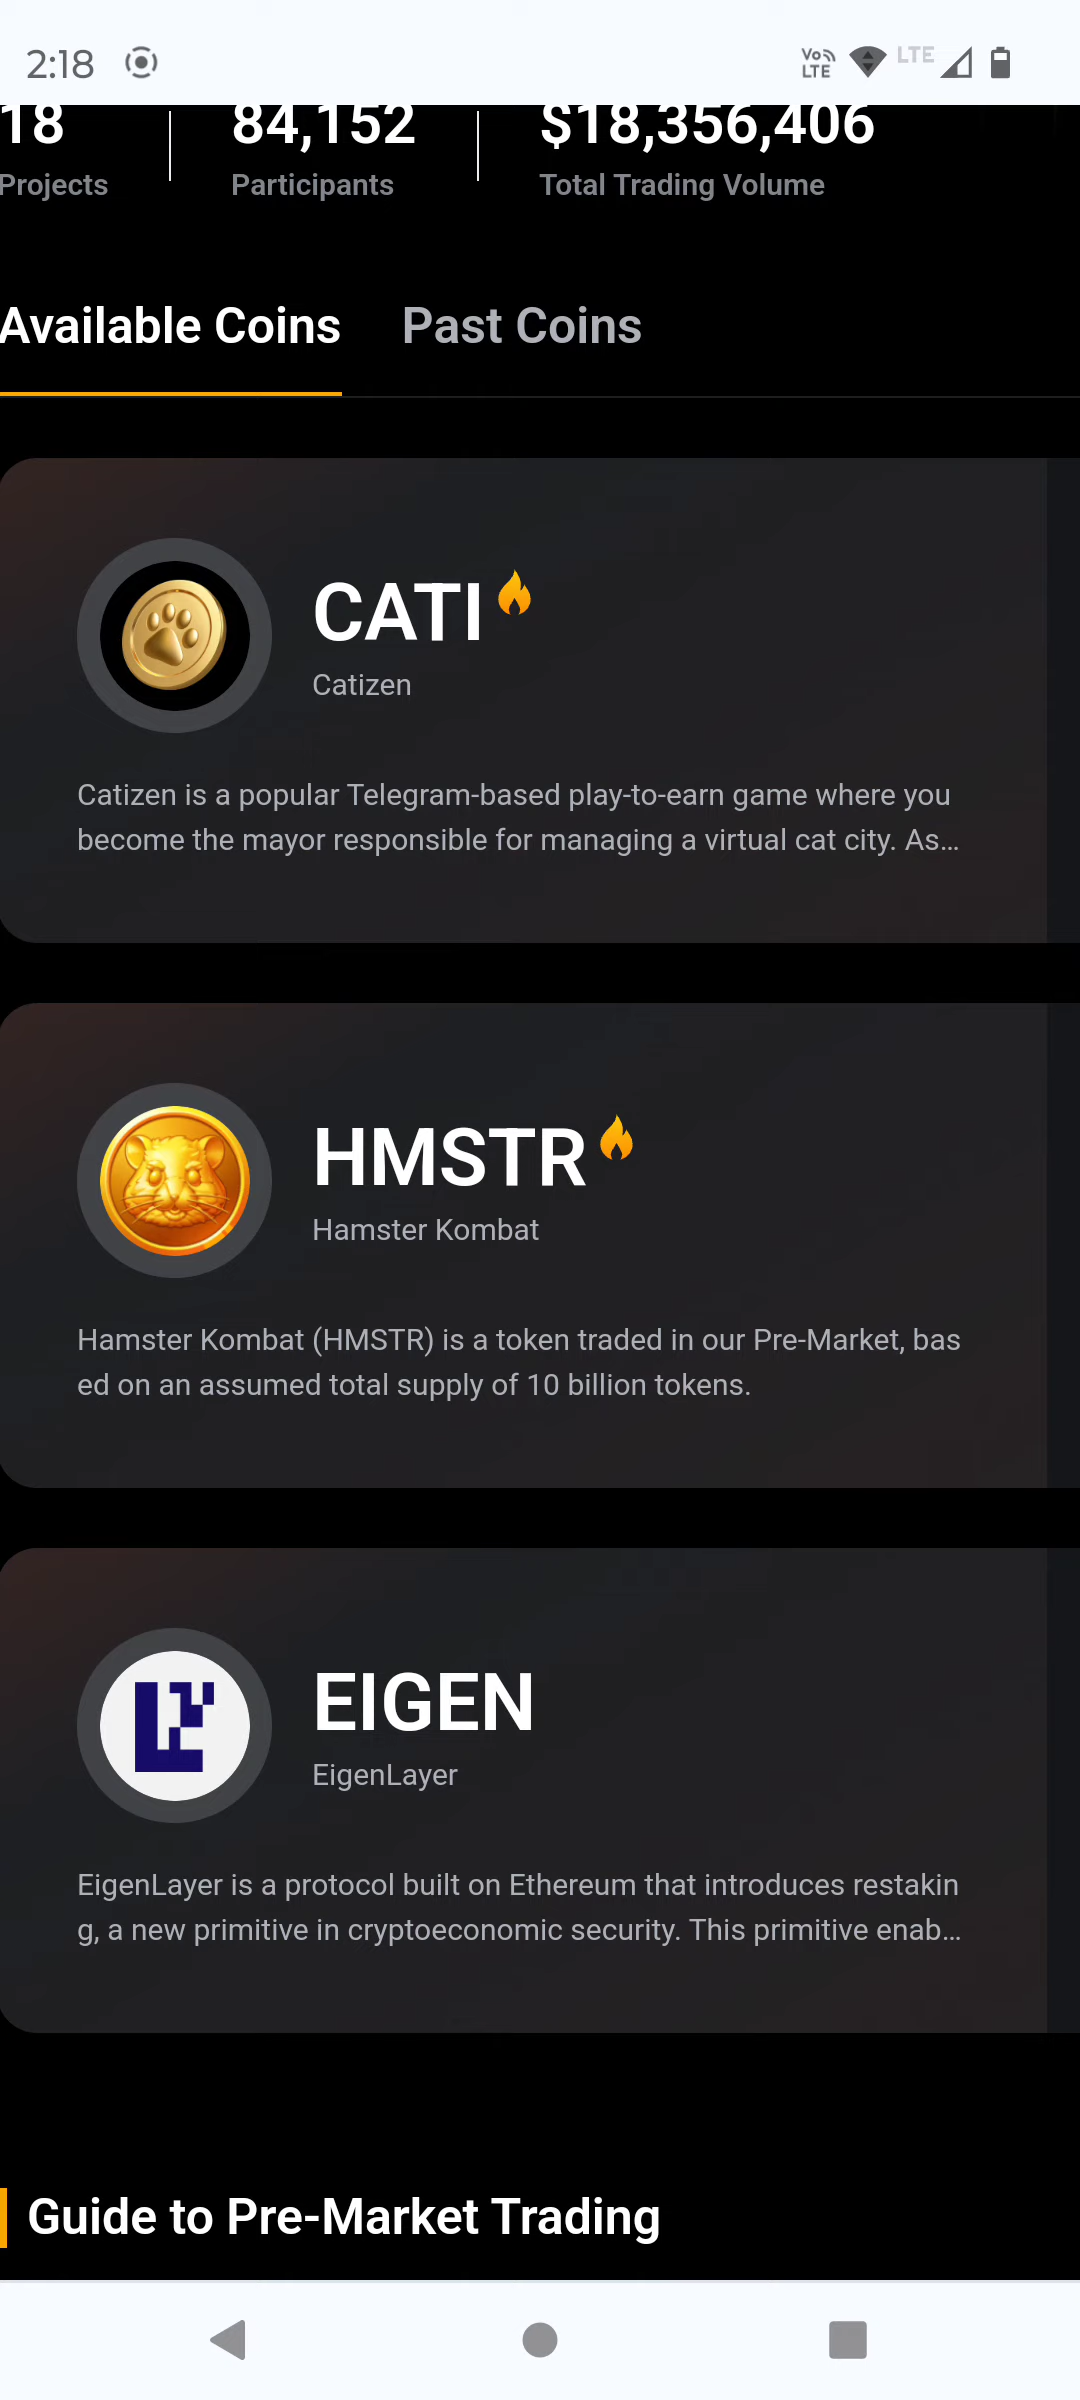 2:18
Vo LTE LTE
18
84,152
$18,356,406
Projects
Participants
Total Trading Volume
Available Coins
Past Coins
CATI
Catizen
Catizen is a popular Telegram-based play-to-earn game where you
become the mayor responsible for managing a virtual cat city. As...
HMSTR
Hamster Kombat
Hamster Kombat (HMSTR) is a token traded in our Pre-Market, bas
ed on an assumed total supply of 10 billion tokens.
EIGEN
EigenLayer
EigenLayer is a protocol built on Ethereum that introduces restakin
g, a new primitive in cryptoeconomic security. This primitive enab...
Guide to Pre-Market Trading